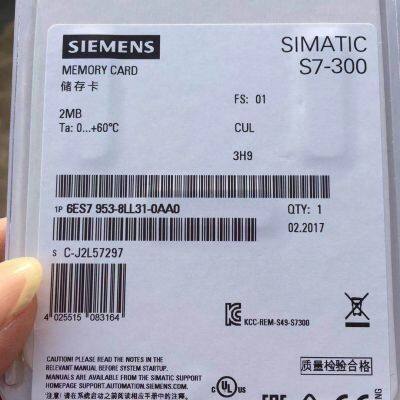 SIEMENS
SIMATIC
S7-300
MEMORY CARD
储存卡
FS: 01
2MB
Ta: 0...+60°C
CUL
3H9
1P 6ES7 953-8LL31-0AA0
QTY: 1
02.2017
S C-J2L57297
4 025515 083164
KCC-REM-S49-S7300
CAUTION! PLEASE READ THE NOTES IN THE
RELEVANT MANUAL BEFORE SYSTEM STARTUP.
MANUALS ARE AVAILABLE FROM THE SIMATIC SUPPORT
HOMEPAGE SUPPORT.AUTOMATION.SIEMENS.COM.
质量检验合格
c UL us
EAC